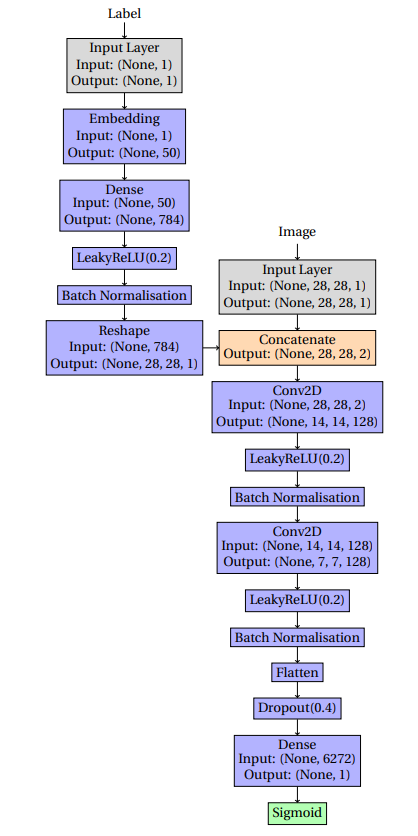 Label
Input Layer
Input: (None, 1)
Output: (None, 1)
Embedding
Input: (None, 1)
Output: (None, 50)
Dense
Input: (None, 50)
Output: (None, 784)
LeakyReLU(0.2)
Batch Normalisation
Reshape
Input: (None, 784)
Output: (None, 28, 28, 1)
Image
Input Layer
Input: (None, 28, 28, 1)
Output: (None, 28, 28, 1)
Concatenate
Output: (None, 28, 28, 2)
Conv2D
Input: (None, 28, 28, 2)
Output: (None, 14, 14, 128)
LeakyReLU(0.2)
Batch Normalisation
Conv2D
Input: (None, 14, 14, 128)
Output: (None, 7, 7, 128)
LeakyReLU(0.2)
Batch Normalisation
Flatten
Dropout(0.4)
Dense
Input: (None, 6272)
Output: (None, 1)
Sigmoid